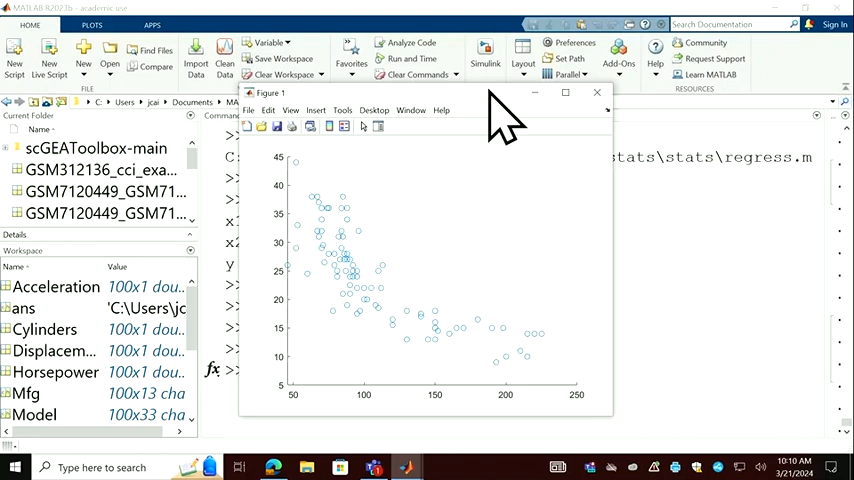 MATLAB R2023b - academic use
HOME PLOTS APPS Search Documentation Sign In
New Script
New Live Script
New
Open
Find Files
Compare
Import Data
Clean Data
Variable
Save Workspace
Clear Workspace
Favorites
Analyze Code
Run and Time
Clear Commands
Simulink
Layout
Preferences
Set Path
Parallel
Add-Ons
Help
Community
Request Support
Learn MATLAB
FILE
RESOURCES
C: Users jcai Documents MA
Current Folder
Name
scGEAToolbox-main
GSM312136_cci_exa...
GSM7120449_GSM71...
GSM7120449_GSM71...
Details
Workspace
Name Value
Acceleration 100x1 dou...
ans 'C:\Users\jc
Cylinders 100x1 dou...
Displacem... 100x1 dou...
Horsepower 100x1 dou...
Mfg 100x13 cha
Model 100x33 cha
Comma
>>
C: stats\stats\regress.m
>>
>>
x1
x2
y
>>
>>
>>
>>
fx >>
Figure 1
File Edit View Insert Tools Desktop Window Help
45
40
35
30
25
20
15
10
5
50 100 150 200 250
Type here to search
10:10 AM
3/21/2024